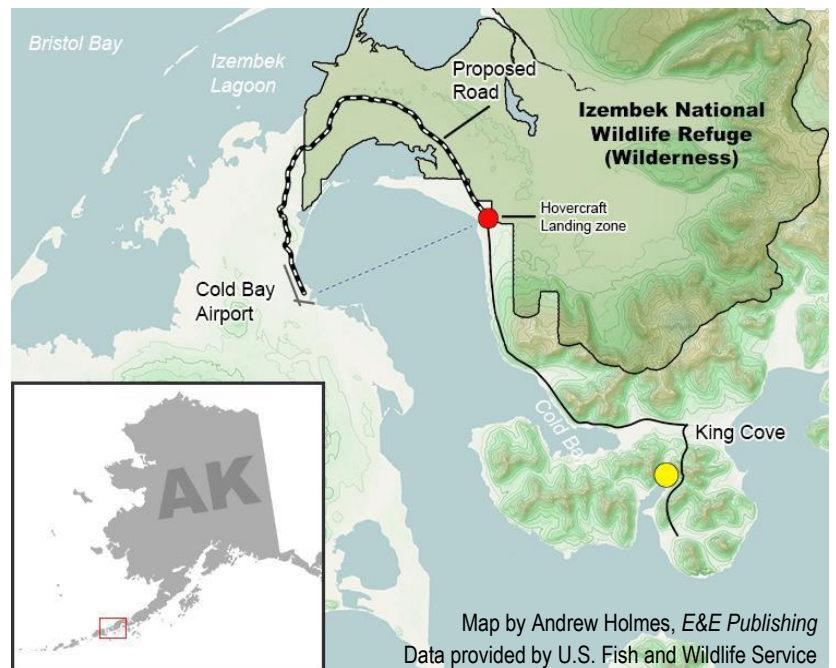 Bristol Bay
Izembek
Lagoon
Proposed
Road
Izembek National
Wildlife Refuge
(Wilderness)
Hovercraft
Landing zone
Cold Bay
Airport
Cold Ba
King Cove
AK
Map by Andrew Holmes, E&E Publishing
Data provided by U.S. Fish and Wildlife Service